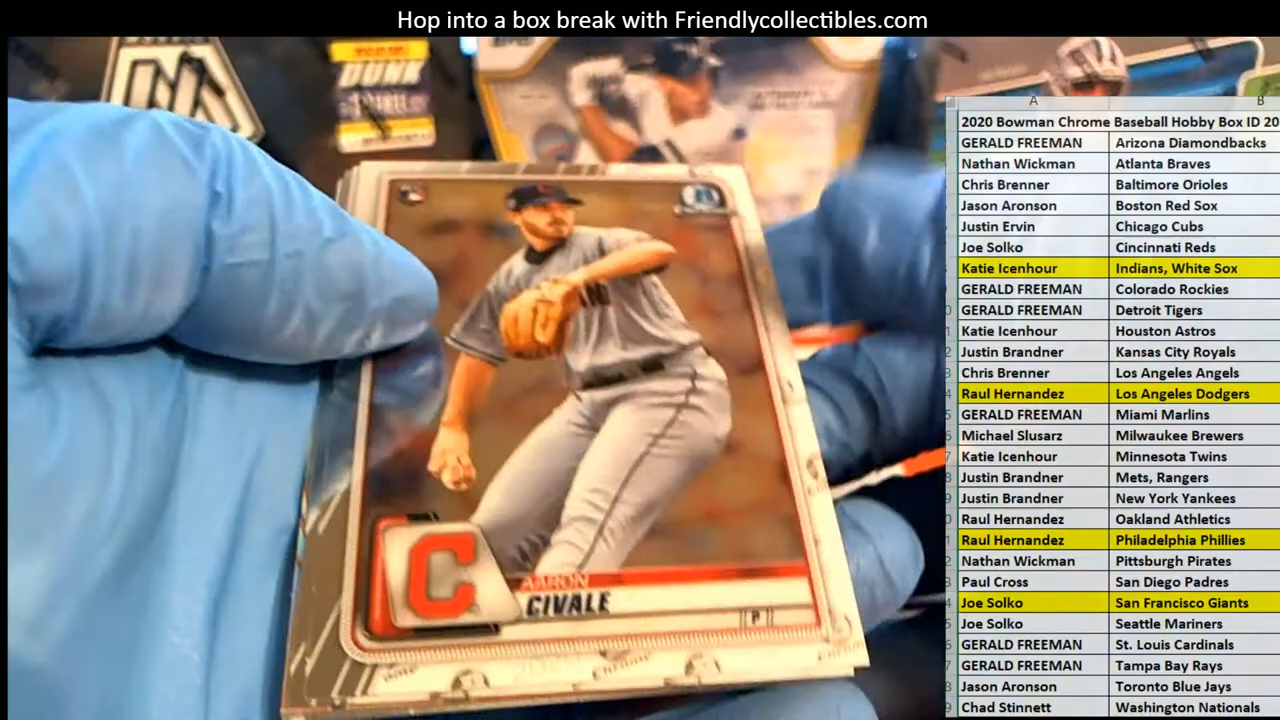 Hop into a box break with Friendlycollectibles.com
DUNK
AARON
CIVALE
P
C
A B
2020 Bowman Chrome Baseball Hobby Box ID 20
GERALD FREEMAN Arizona Diamondbacks
Nathan Wickman Atlanta Braves
Chris Brenner Baltimore Orioles
Jason Aronson Boston Red Sox
Justin Ervin Chicago Cubs
Joe Solko Cincinnati Reds
Katie Icenhour Indians, White Sox
GERALD FREEMAN Colorado Rockies
GERALD FREEMAN Detroit Tigers
Katie Icenhour Houston Astros
Justin Brandner Kansas City Royals
Chris Brenner Los Angeles Angels
Raul Hernandez Los Angeles Dodgers
GERALD FREEMAN Miami Marlins
Michael Slusarz Milwaukee Brewers
Katie Icenhour Minnesota Twins
Justin Brandner Mets, Rangers
Justin Brandner New York Yankees
Raul Hernandez Oakland Athletics
Raul Hernandez Philadelphia Phillies
Nathan Wickman Pittsburgh Pirates
Paul Cross San Diego Padres
Joe Solko San Francisco Giants
Joe Solko Seattle Mariners
GERALD FREEMAN St. Louis Cardinals
GERALD FREEMAN Tampa Bay Rays
Jason Aronson Toronto Blue Jays
Chad Stinnett Washington Nationals